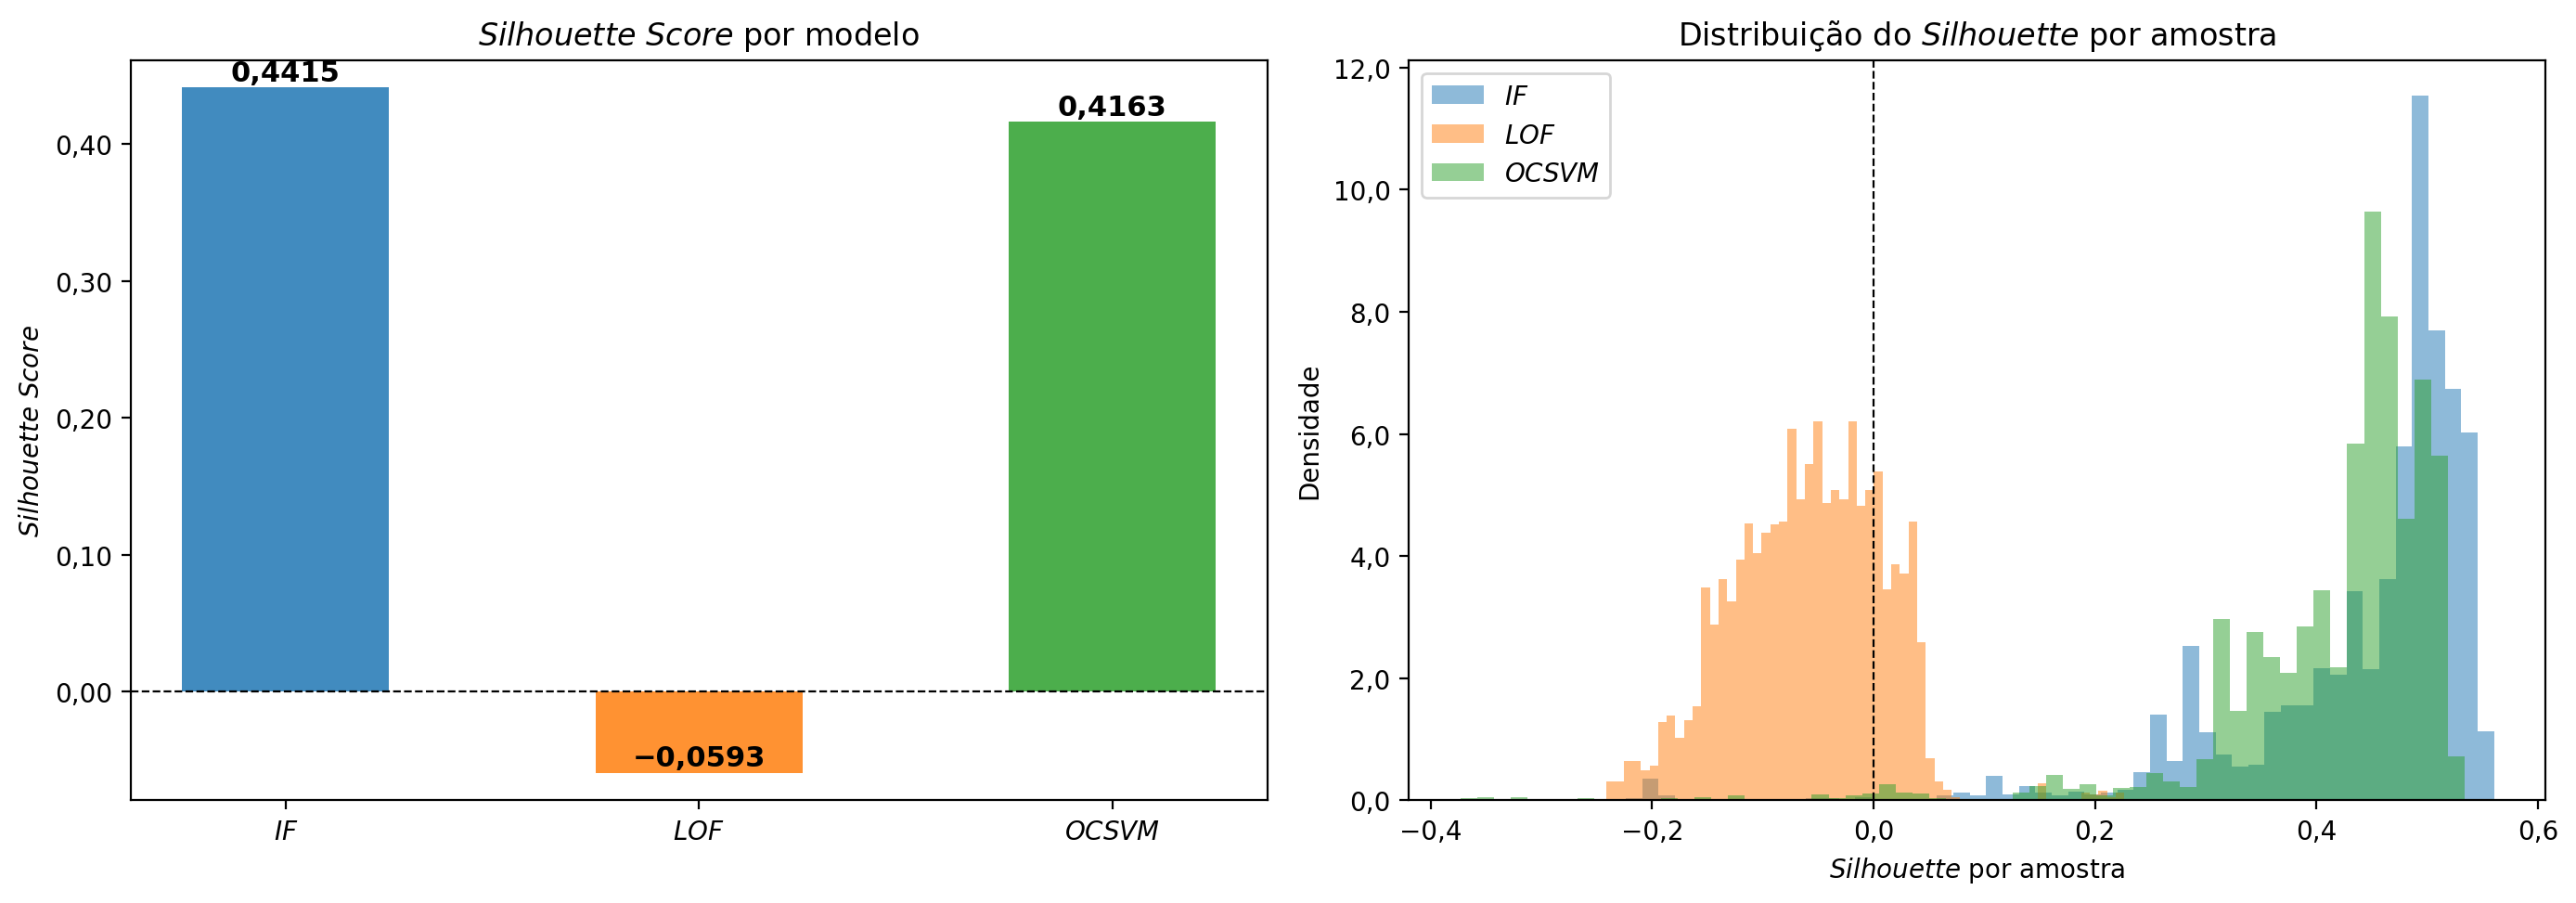 Silhouette Score por modelo
Silhouette Score
0,40
0,30
0,20
0,10
0,00
0,4415
−0,0593
0,4163
IF
LOF
OCSVM
Distribuição do Silhouette por amostra
Densidade
12,0
10,0
8,0
6,0
4,0
2,0
0,0
IF
LOF
OCSVM
−0,4
−0,2
0,0
0,2
0,4
0,6
Silhouette por amostra